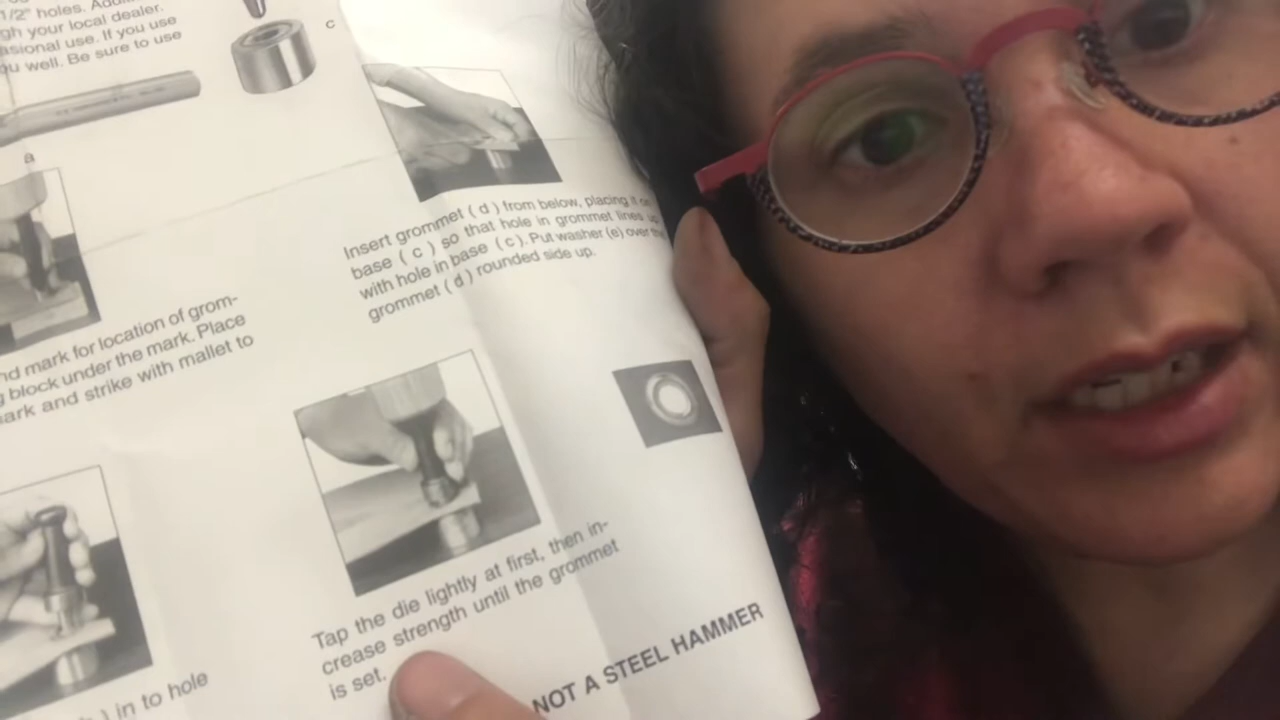 1/2" holes.
gh your local dealer.
asional use. If you use
ou well. Be sure to use
c
a
Insert grommet ( d ) from below, placing it on
base ( c ) so that hole in grommet lines up
with hole in base ( c ). Put washer (e) over the
grommet ( d ) rounded side up.
nd mark for location of grom-
g block under the mark. Place
ark and strike with mallet to
Tap the die lightly at first, then in-
crease strength until the grommet
is set.
) in to hole
NOT A STEEL HAMMER